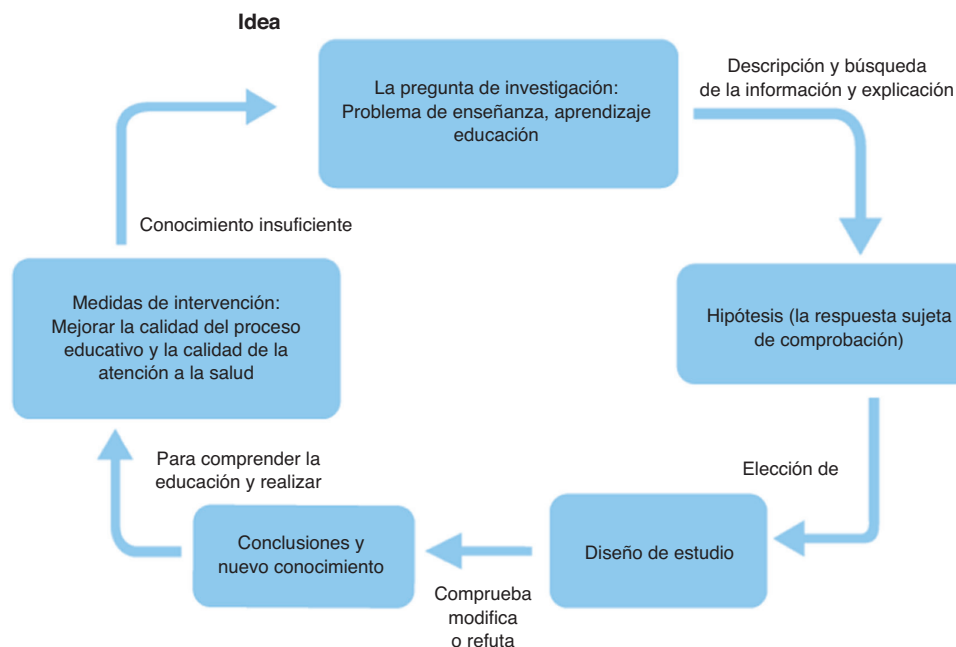 Idea
La pregunta de investigación:
Problema de enseñanza, aprendizaje
educación
Descripción y búsqueda
de la información y explicación
Hipótesis (la respuesta sujeta
de comprobación)
Elección de
Diseño de estudio
Comprueba
modifica
o refuta
Conclusiones y
nuevo conocimiento
Para comprender la
educación y realizar
Medidas de intervención:
Mejorar la calidad del proceso
educativo y la calidad de la
atención a la salud
Conocimiento insuficiente